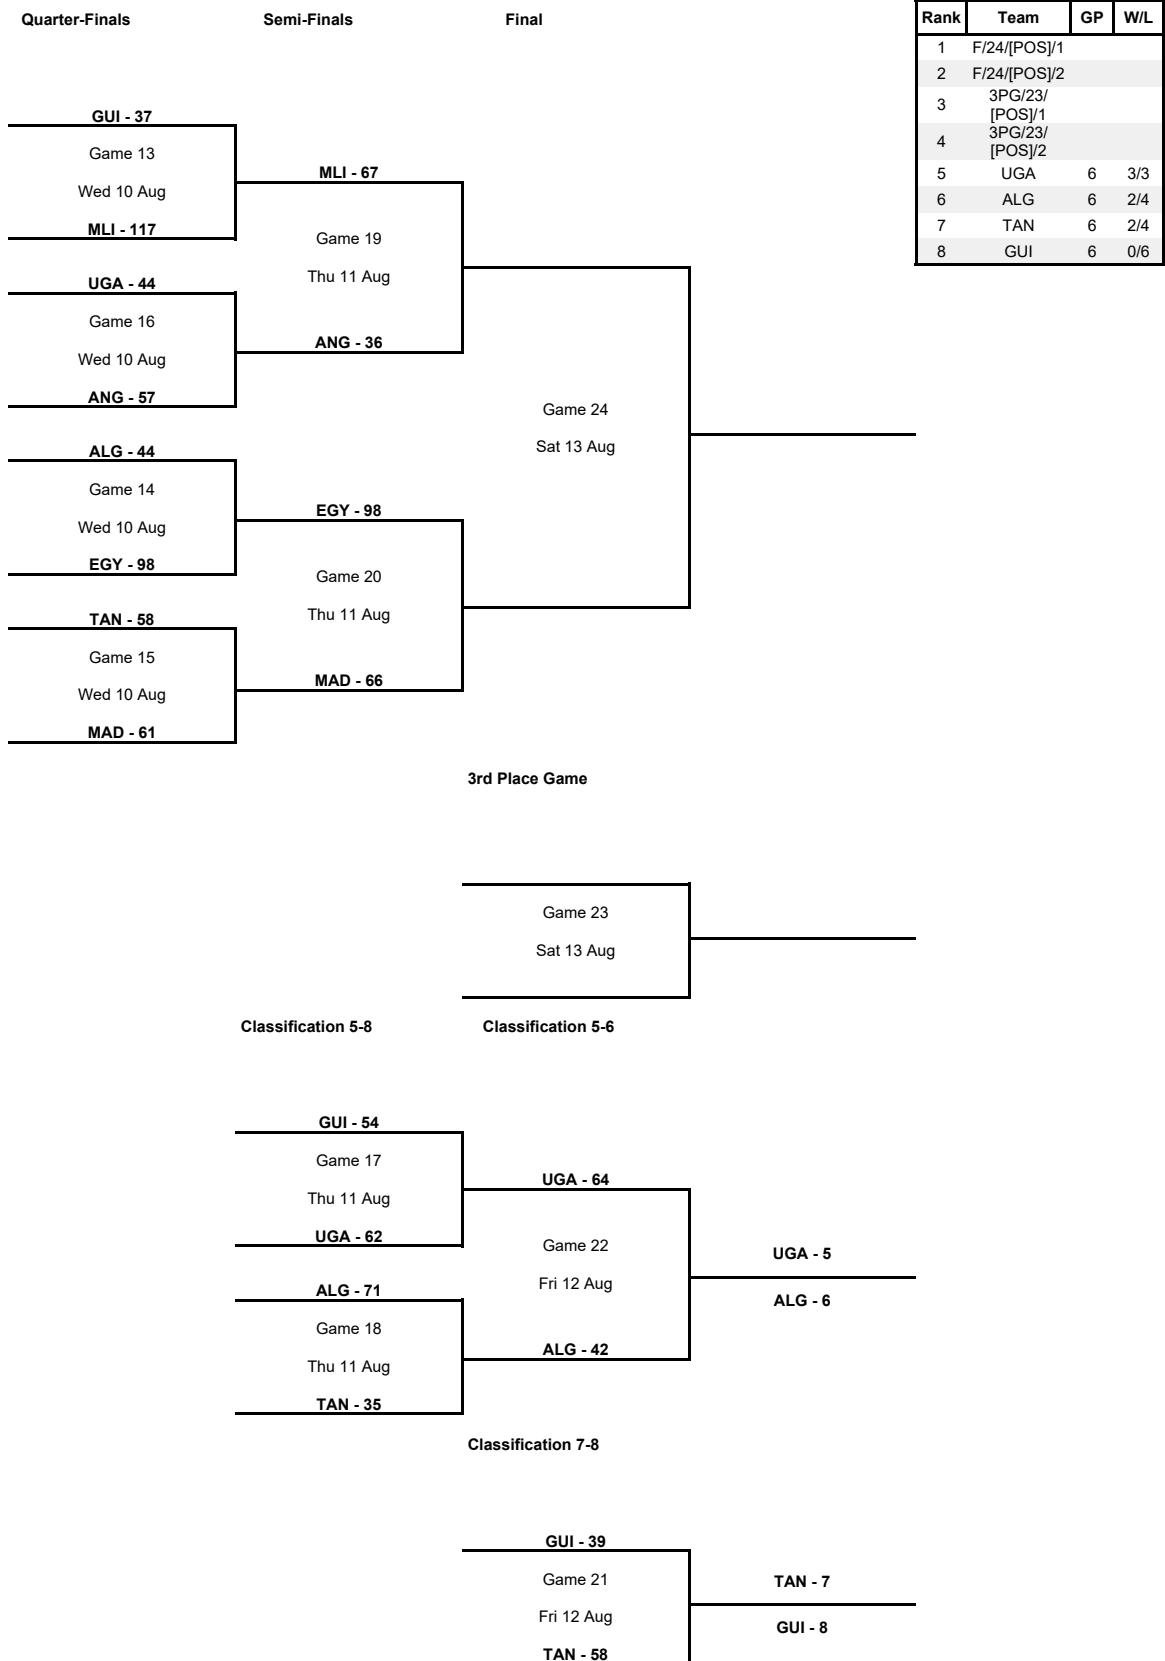 Quarter-Finals Semi-Finals Final
Rank Team GP W/L
1 F/24/[POS]/1
2 F/24/[POS]/2
3 3PG/23/
[POS]/1
4 3PG/23/
[POS]/2
5 UGA 6 3/3
6 ALG 6 2/4
7 TAN 6 2/4
8 GUI 6 0/6
GUI - 37
Game 13
Wed 10 Aug
MLI - 117
UGA - 44
Game 16
Wed 10 Aug
ANG - 57
ALG - 44
Game 14
Wed 10 Aug
EGY - 98
TAN - 58
Game 15
Wed 10 Aug
MAD - 61
MLI - 67
Game 19
Thu 11 Aug
ANG - 36
EGY - 98
Game 20
Thu 11 Aug
MAD - 66
Game 24
Sat 13 Aug
3rd Place Game
Game 23
Sat 13 Aug
Classification 5-8 Classification 5-6
GUI - 54
Game 17
Thu 11 Aug
UGA - 62
ALG - 71
Game 18
Thu 11 Aug
TAN - 35
UGA - 64
Game 22
Fri 12 Aug
ALG - 42
UGA - 5
ALG - 6
Classification 7-8
GUI - 39
Game 21
Fri 12 Aug
TAN - 58
TAN - 7
GUI - 8